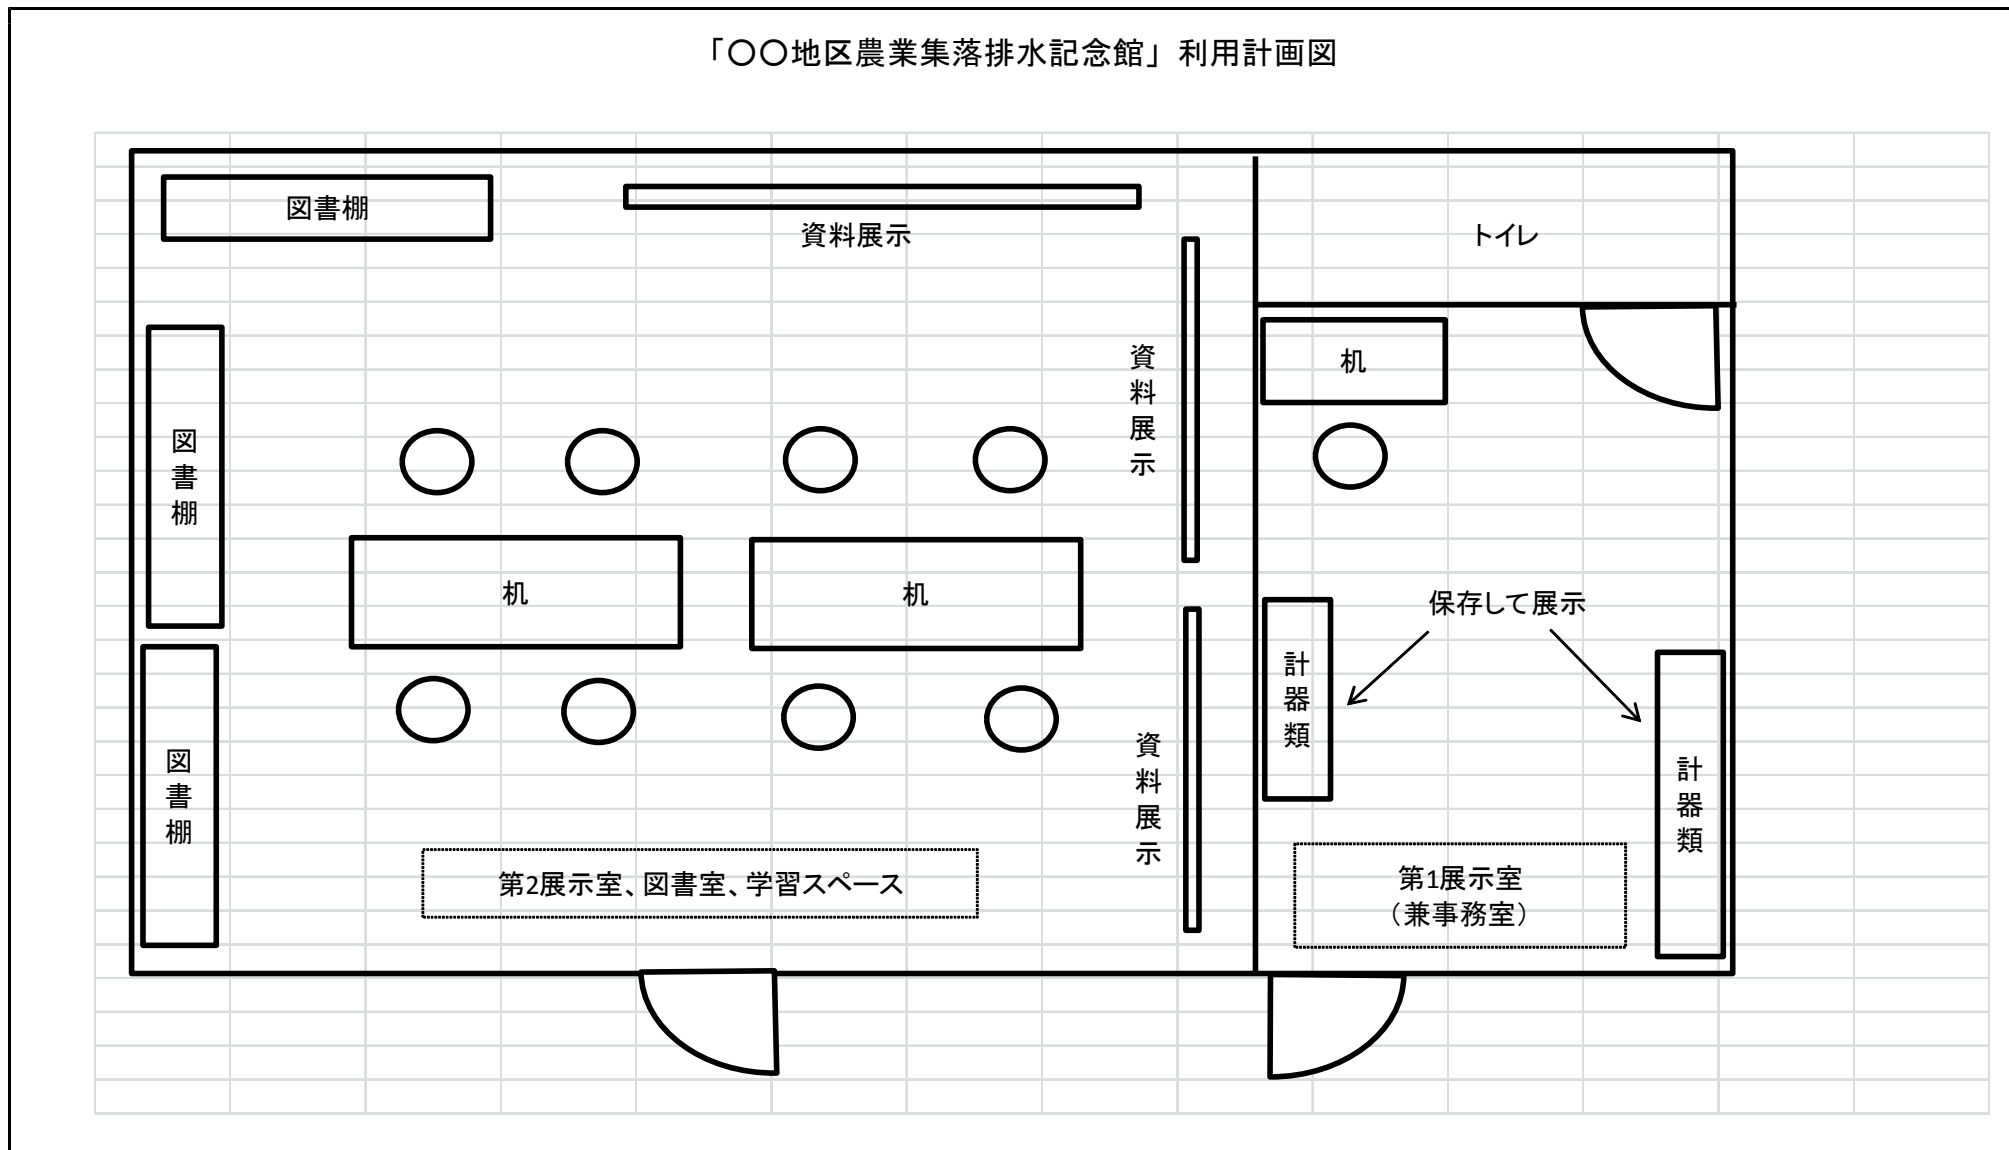 「〇〇地区農業集落排水記念館」利用計画図
図書棚
資料展示
トイレ
資料展示
机
図書棚
机
机
保存して展示
計器類
計器類
資料展示
図書棚
第2展示室、図書室、学習スペース
第1展示室
（兼事務室）